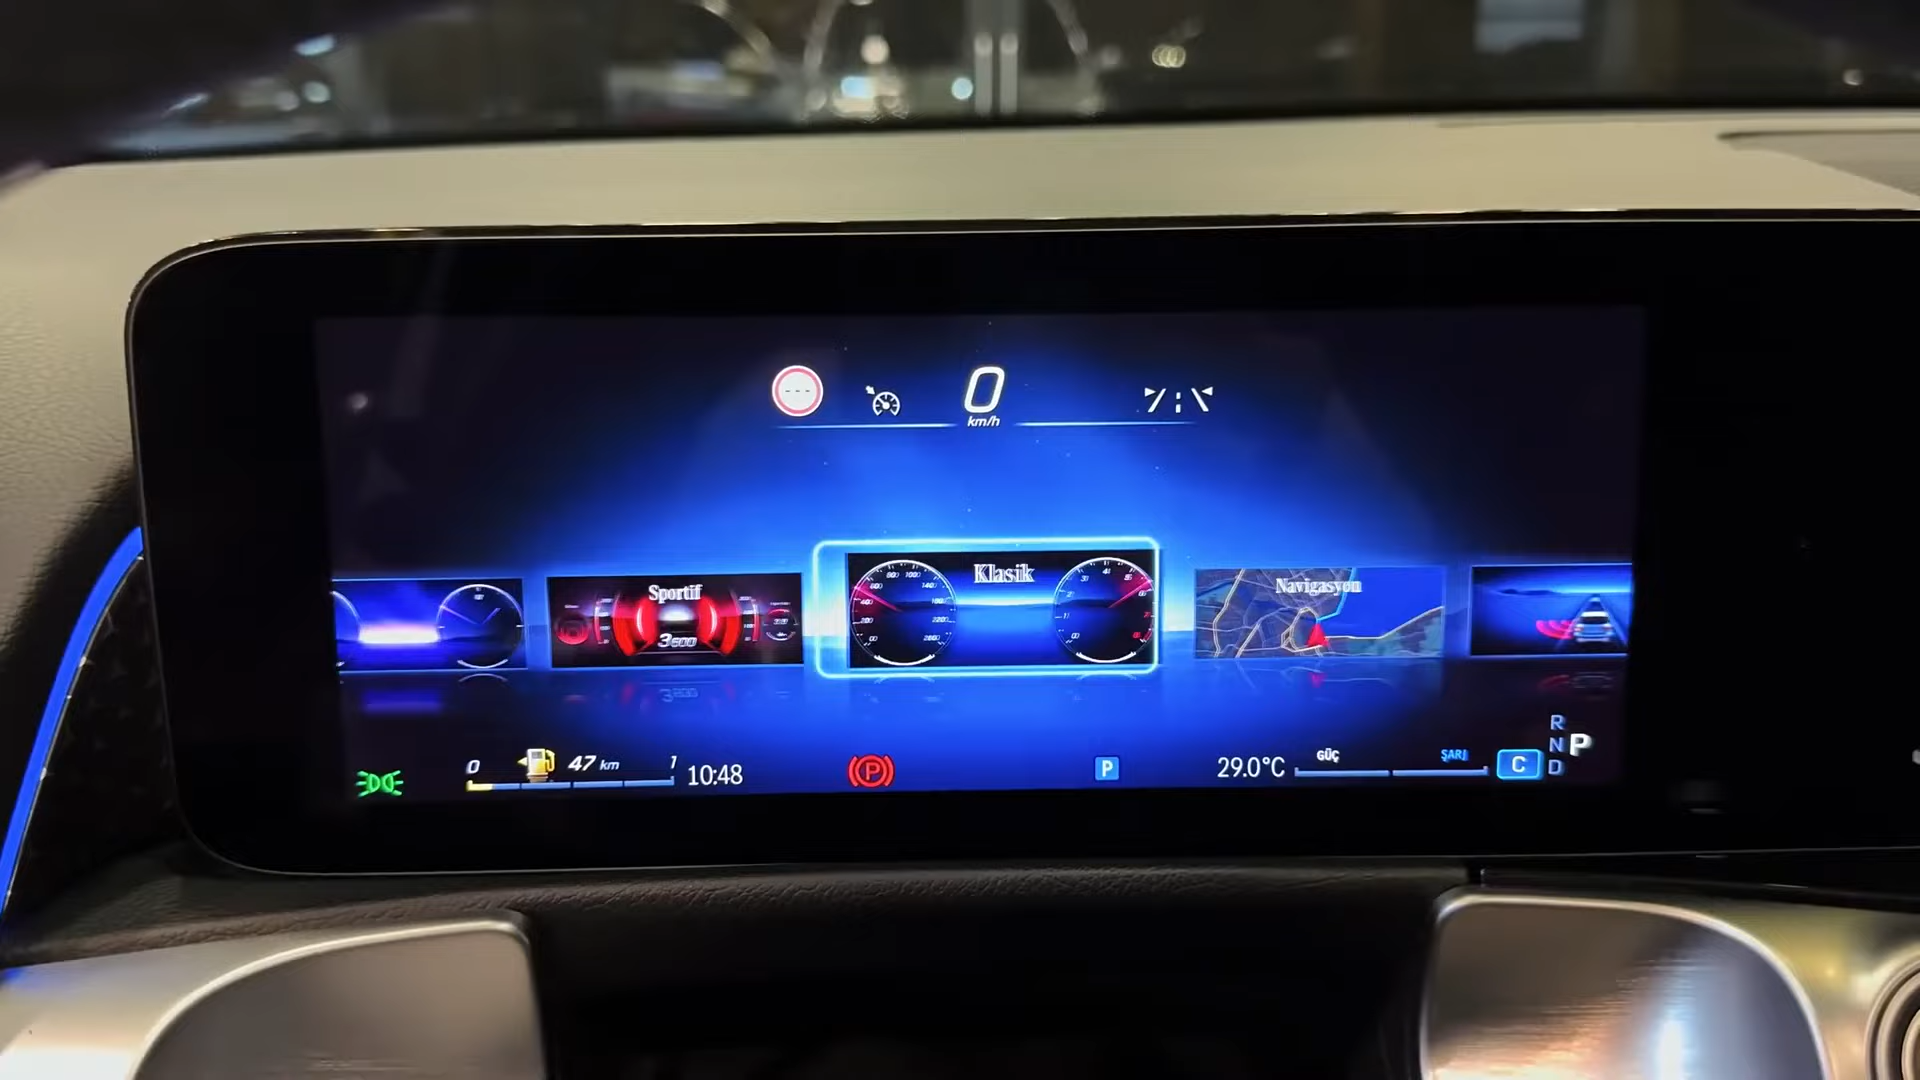 0
km/h
Sportif
3600
Klasik
Navigasyon
0
47 km
1
10:48
P
P
29.0°C
GÜÇ
ŞARJ
C
R
N
D
P